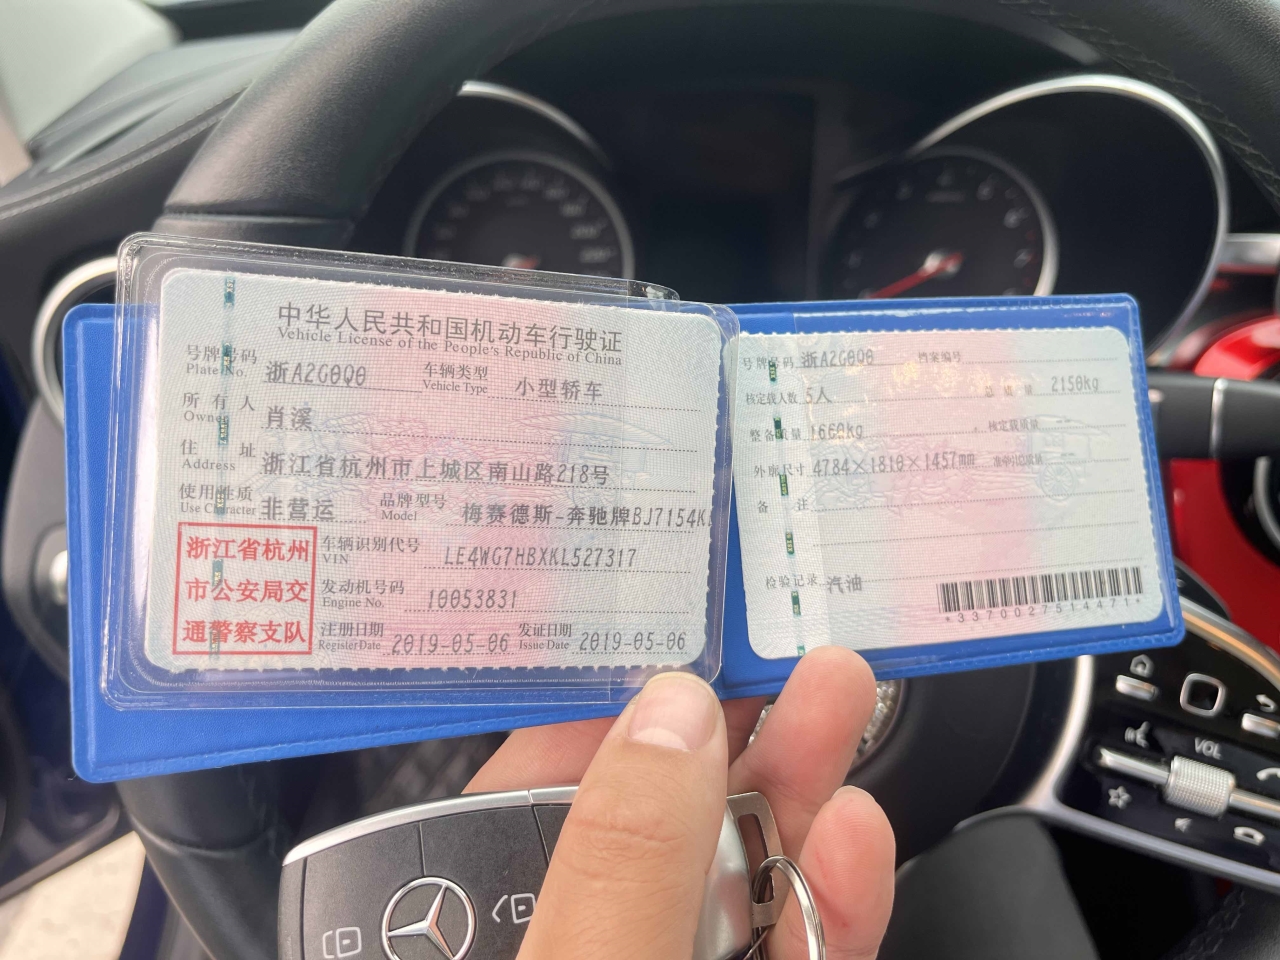 中华人民共和国机动车行驶证
Vehicle License of the People's Republic of China
号牌号码 浙A2G0Q0 车辆类型 小型轿车
Plate No. Vehicle Type
所有人 肖溪
Owner
住址 浙江省杭州市上城区南山路218号
Address
使用性质 非营运 品牌型号 梅赛德斯-奔驰牌BJ7154K
Use Character Model
浙江省杭州
市公安局交
通警察支队
车辆识别代号 LE4WG7HBXKL527317
VIN
发动机号码 10053831
Engine No.
注册日期 2019-05-06 发证日期 2019-05-06
Register Date Issue Date
号牌号码 浙A2G0Q0 档案编号
核定载人数 5人 总质量 2150kg
整备质量 1660kg 核定载质量 --
外廓尺寸 4784×1810×1457mm 准牵引总质量 --
备注
检验记录 汽油
*3370027514471*
VOL